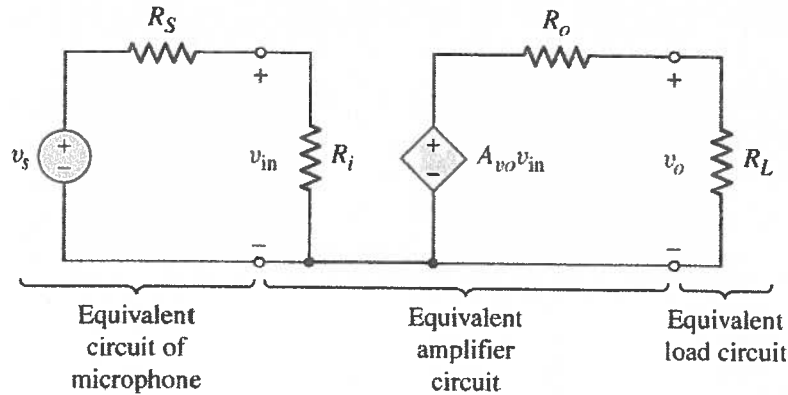 R_S
R_o
+
+
v_s
+
−
v_in
R_i
+
−
A_vo v_in
v_o
R_L
−
−
Equivalent
circuit of
microphone
Equivalent
amplifier
circuit
Equivalent
load circuit